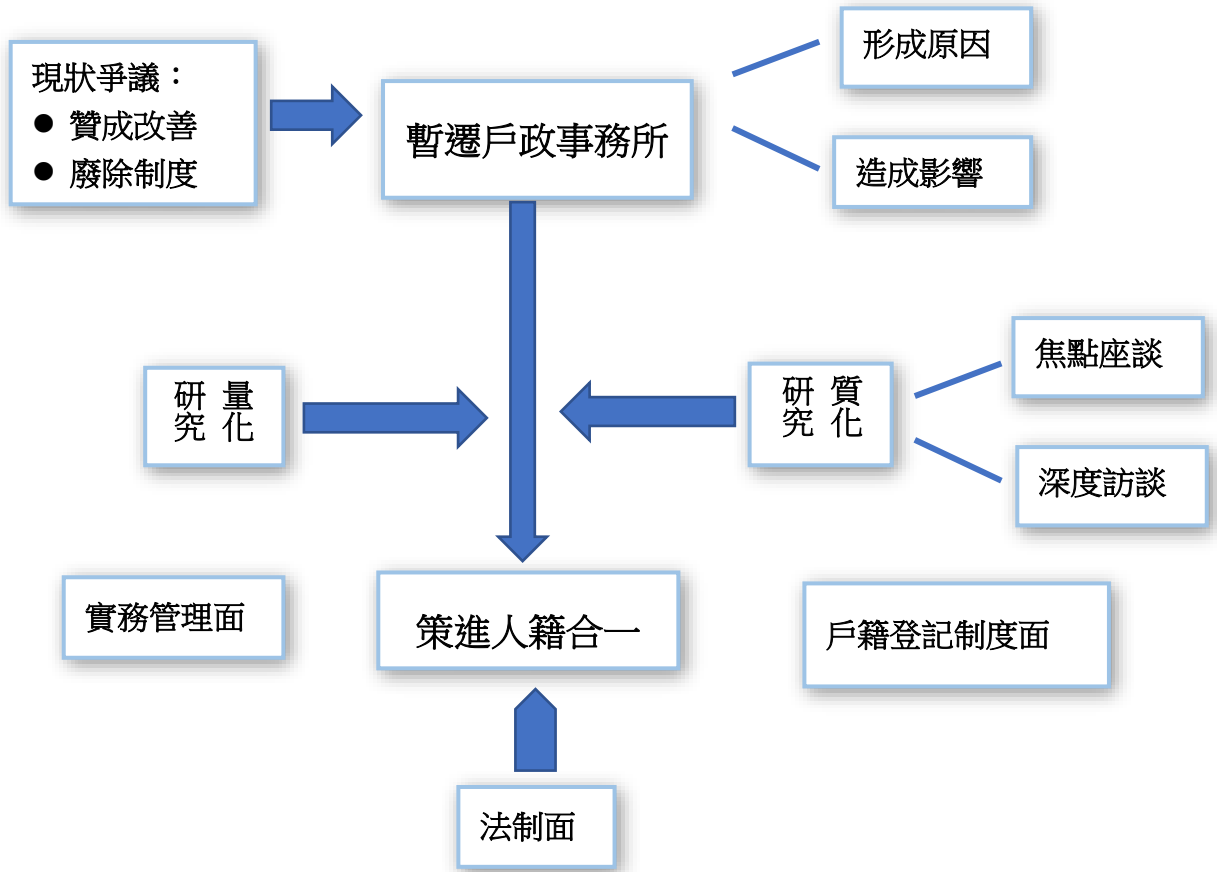 形成原因
現狀爭議：
● 贊成改善
● 廢除制度
暫遷戶政事務所
造成影響
焦點座談
量化
研究
質化
研究
深度訪談
實務管理面
策進人籍合一
戶籍登記制度面
法制面